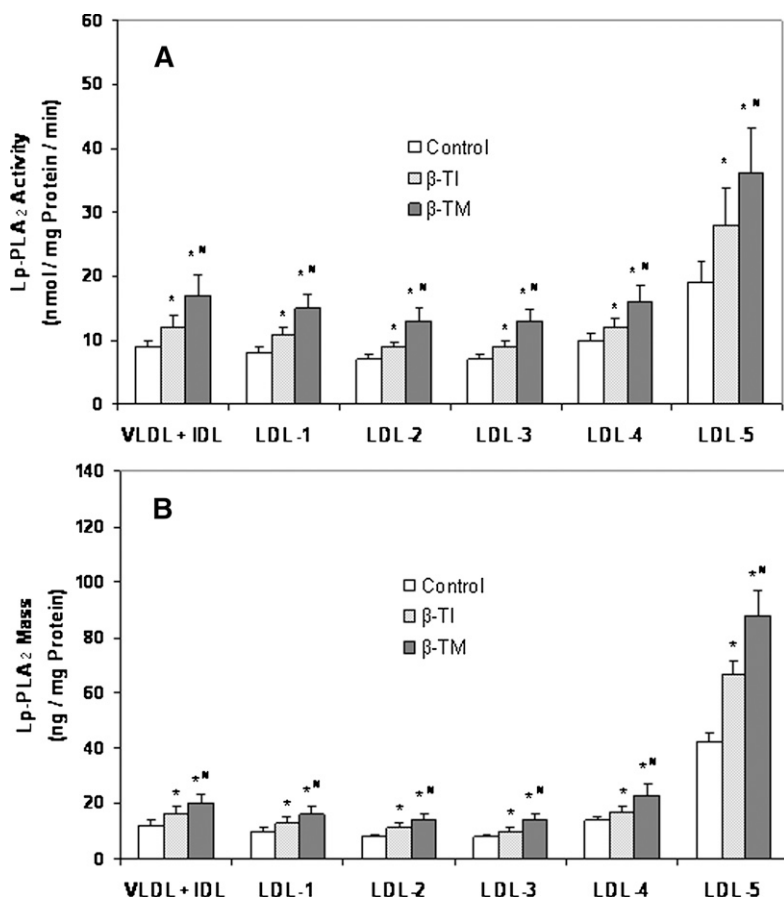 60
A
50
40
30
20
10
0
Lp-PLA₂ Activity
(nmol / mg Protein / min)
Control
β-TI
β-TM
* * N
* * N
* * N
* * N
* * N
* * N
VLDL + IDL LDL-1 LDL-2 LDL-3 LDL-4 LDL-5
140
B
120
100
80
60
40
20
0
Lp-PLA₂ Mass
(ng / mg Protein)
Control
β-TI
β-TM
* * N
* * N
* * N
* * N
* * N
* * N
VLDL + IDL LDL-1 LDL-2 LDL-3 LDL-4 LDL-5